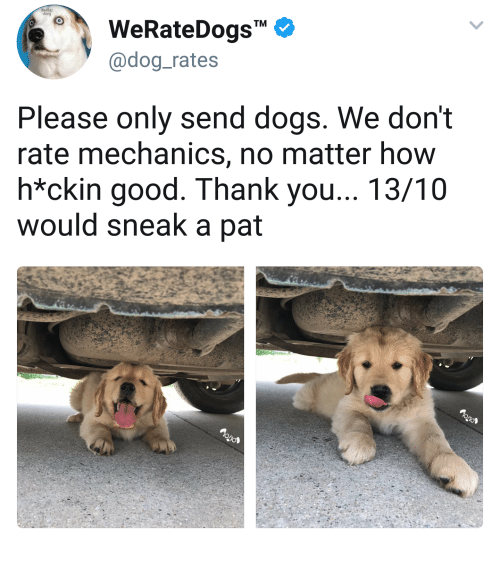 WeRateDogs™
@dog_rates
Please only send dogs. We don't
rate mechanics, no matter how
h*ckin good. Thank you... 13/10
would sneak a pat